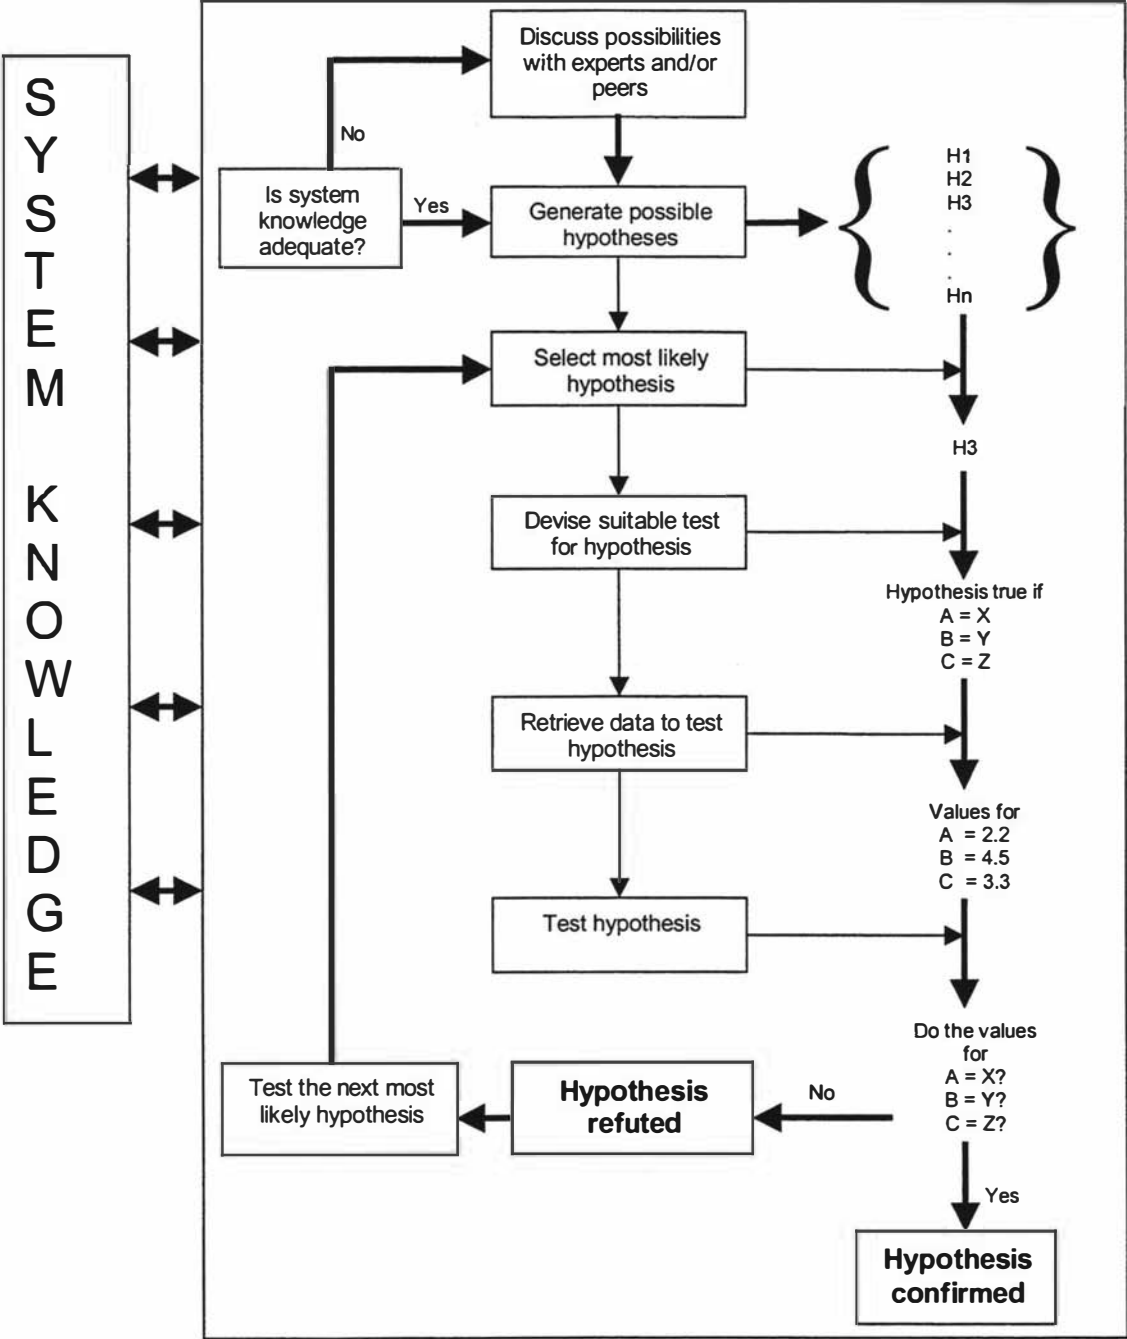 SYSTEM KNOWLEDGE
Discuss possibilities
with experts and/or
peers
No
Is system
knowledge
adequate?
Yes
Generate possible
hypotheses
H1
H2
H3
.
.
.
Hn
Select most likely
hypothesis
H3
Devise suitable test
for hypothesis
Hypothesis true if
A = X
B = Y
C = Z
Retrieve data to test
hypothesis
Values for
A = 2.2
B = 4.5
C = 3.3
Test hypothesis
Do the values
for
A = X?
B = Y?
C = Z?
No
Hypothesis
refuted
Test the next most
likely hypothesis
Yes
Hypothesis
confirmed